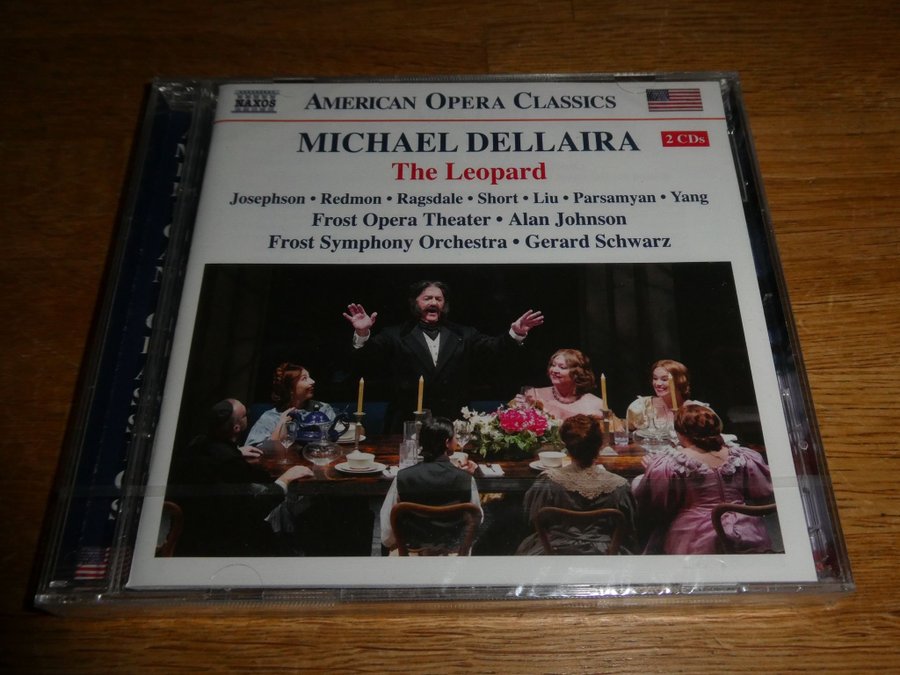 NAXOS
AMERICAN OPERA CLASSICS
MICHAEL DELLAIRA
2 CDs
The Leopard
Josephson • Redmon • Ragsdale • Short • Liu • Parsamyan • Yang
Frost Opera Theater • Alan Johnson
Frost Symphony Orchestra • Gerard Schwarz